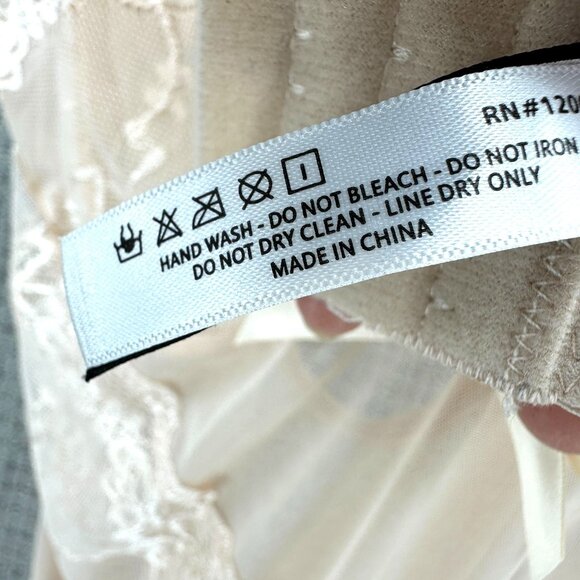 RN#120
HAND WASH - DO NOT BLEACH - DO NOT IRON
DO NOT DRY CLEAN - LINE DRY ONLY
MADE IN CHINA